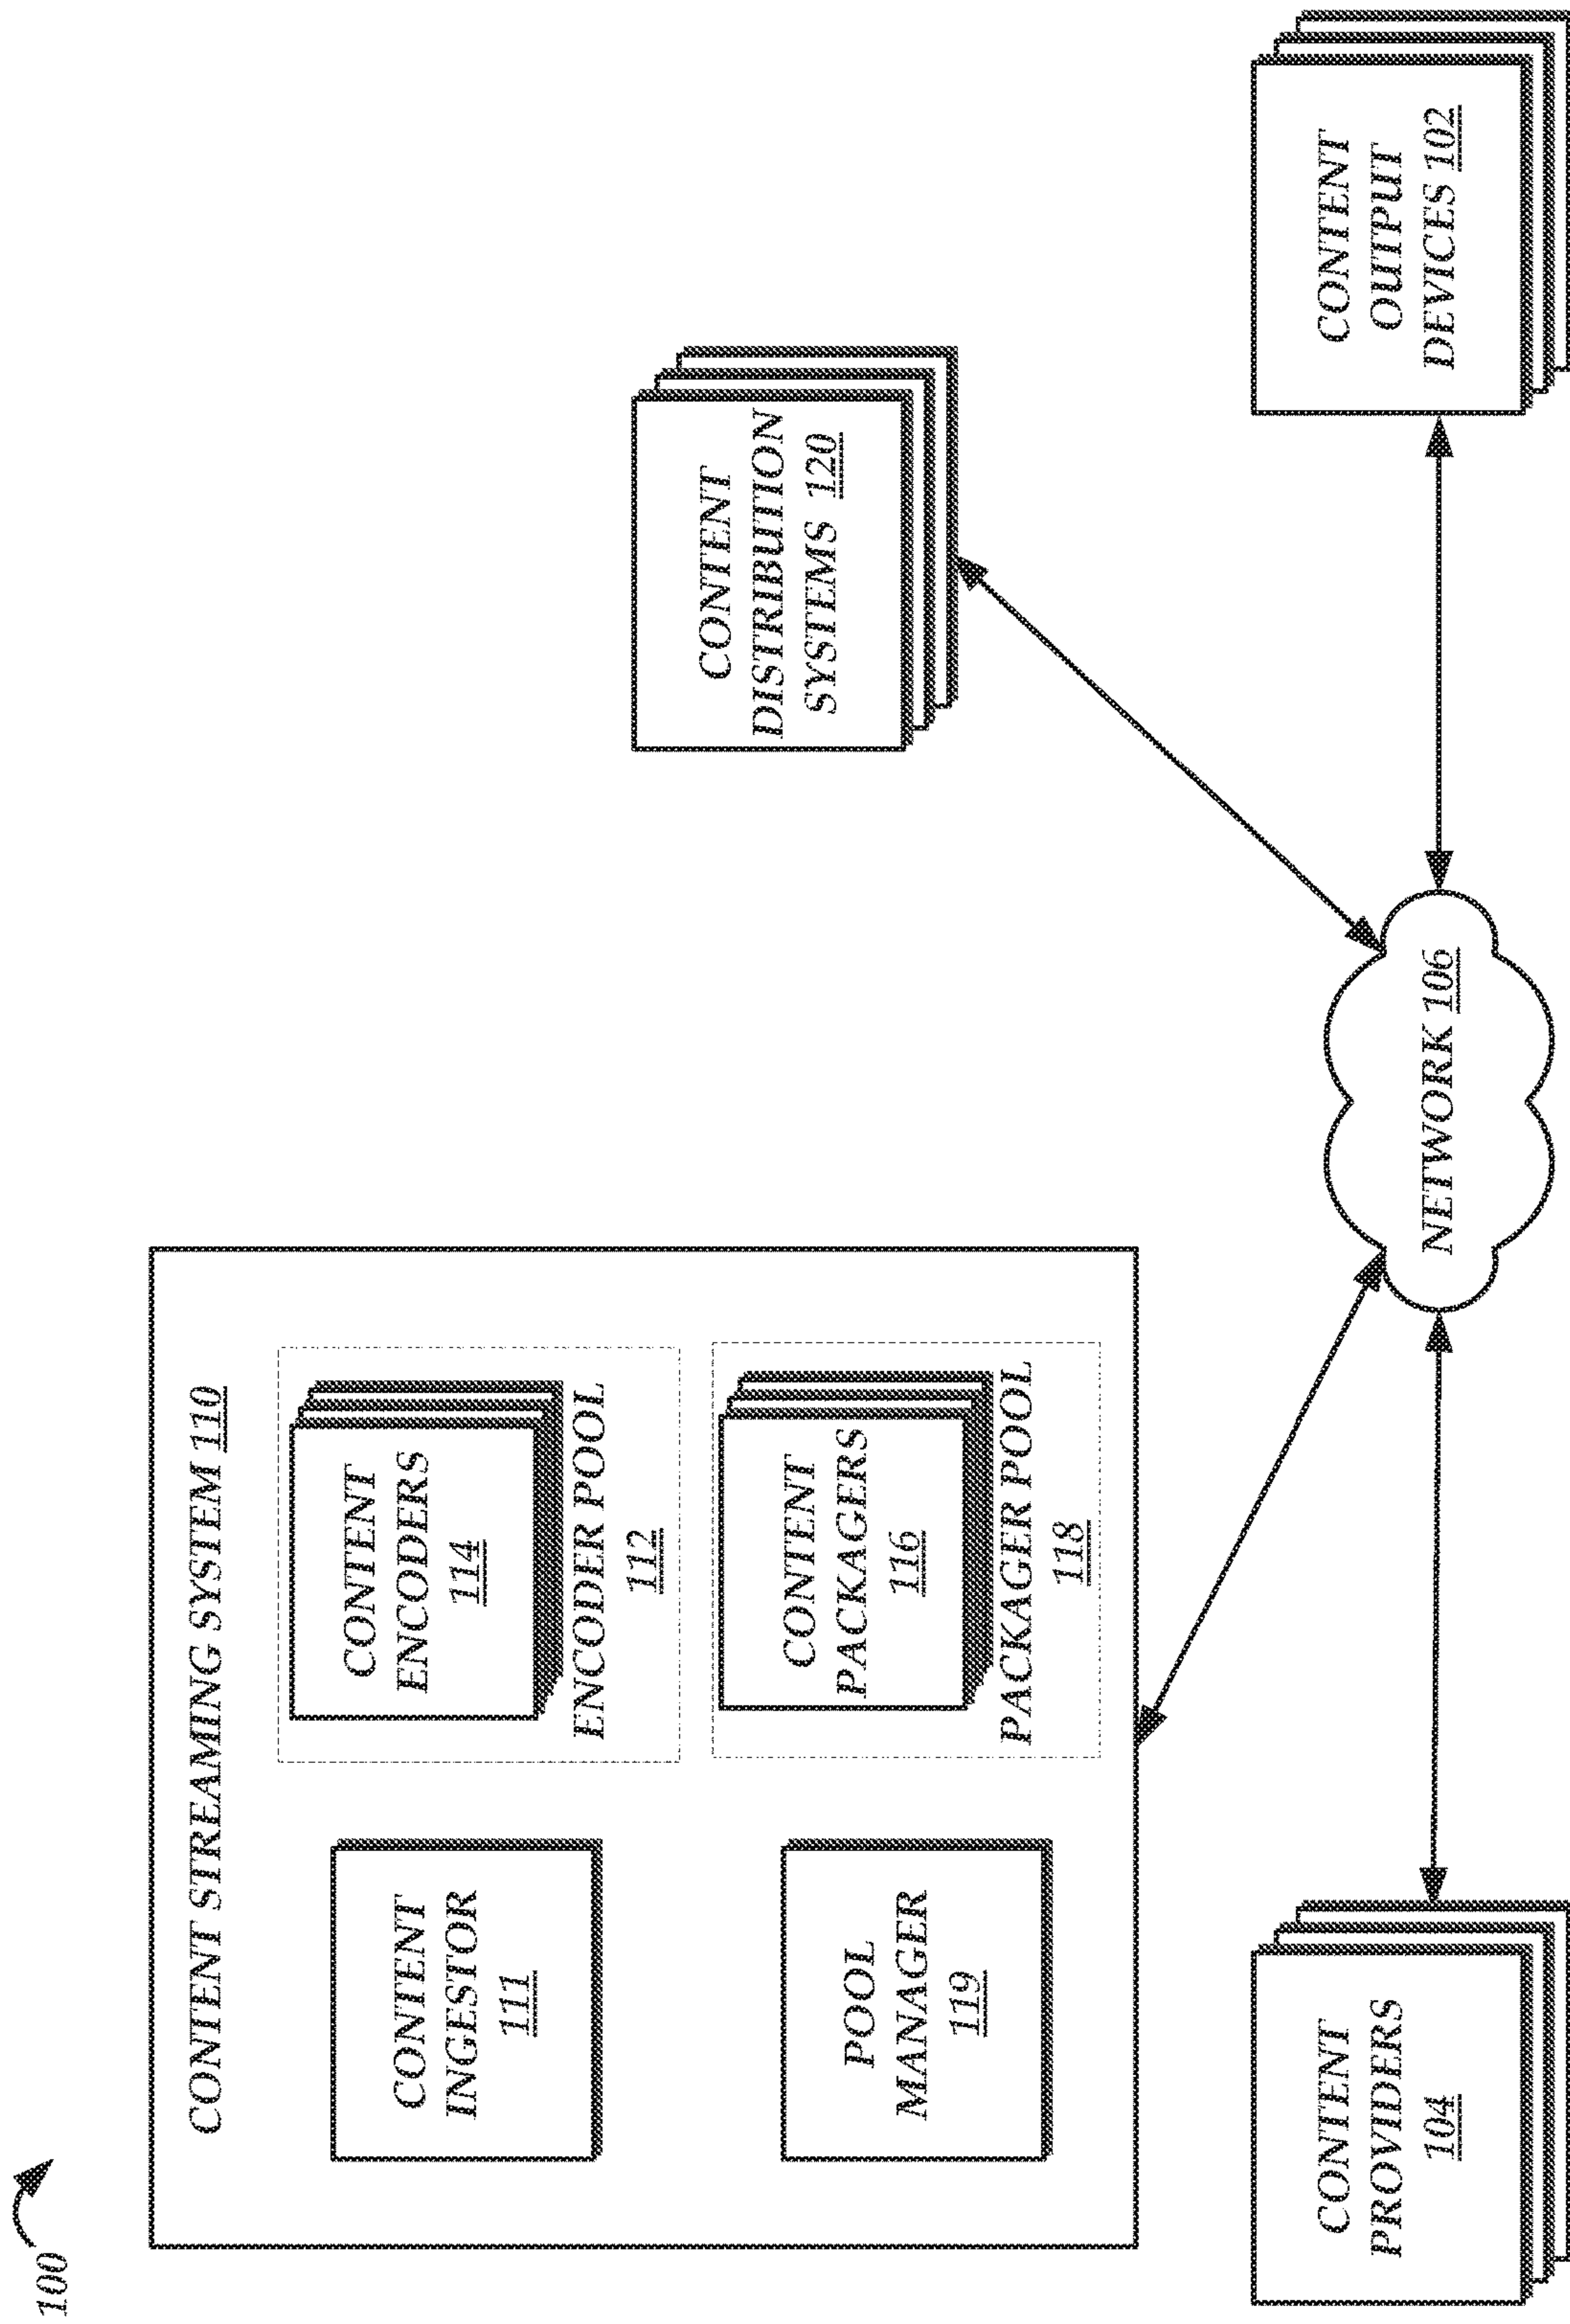 100
CONTENT STREAMING SYSTEM 110
CONTENT
INGESTOR
111
CONTENT
ENCODERS
114
ENCODER POOL
112
POOL
MANAGER
119
CONTENT
PACKAGERS
116
PACKAGER POOL
118
CONTENT
DISTRIBUTION
SYSTEMS 120
CONTENT
PROVIDERS
104
NETWORK 106
CONTENT
OUTPUT
DEVICES 102